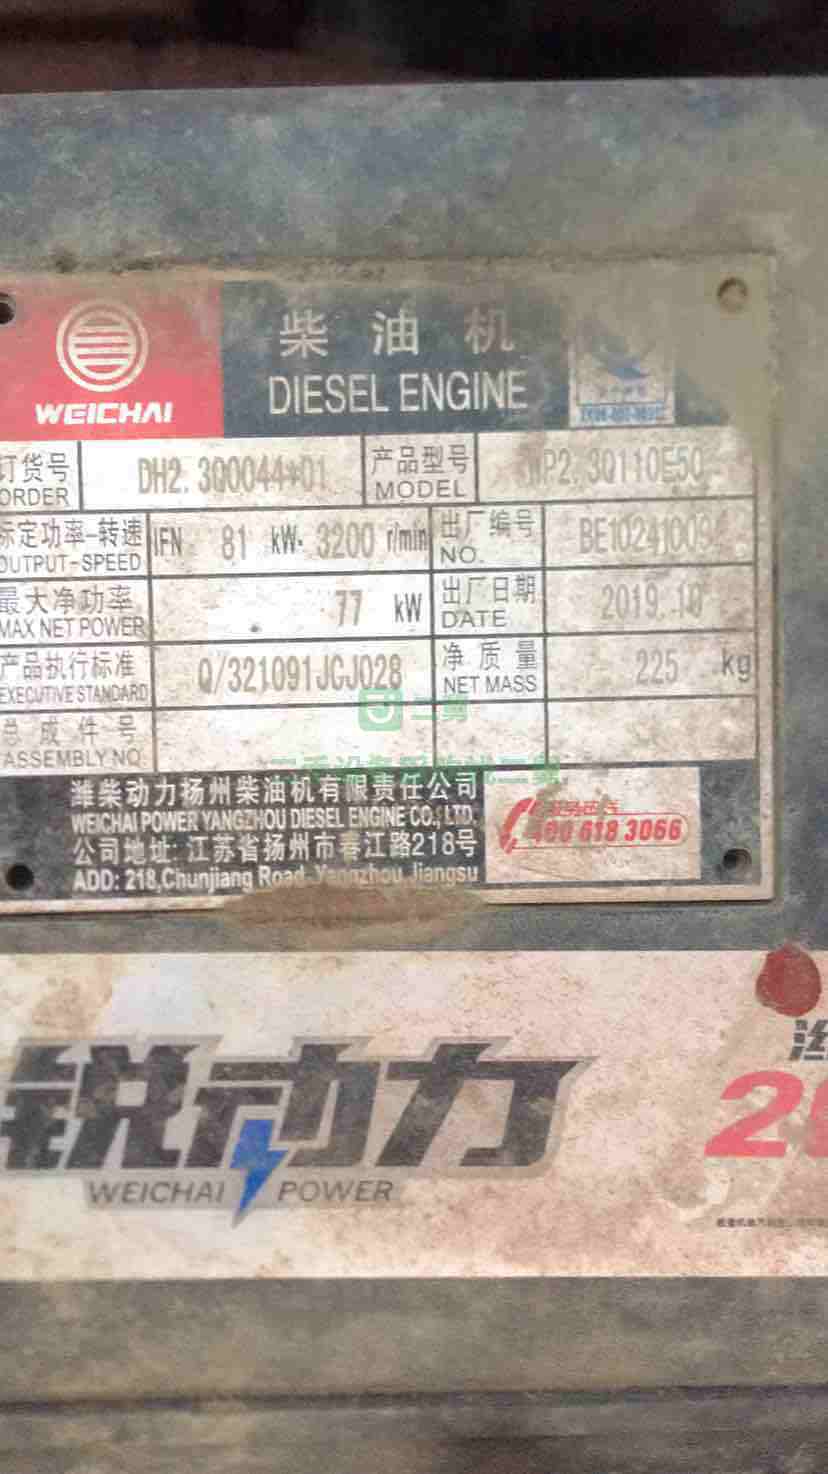 柴油机
WEICHAI
DIESEL ENGINE
订货号 ORDER DH2.3Q0044*01 产品型号 MODEL WP2.3Q110E50
标定功率-转速 OUTPUT-SPEED IFN 81 kW· 3200 r/min 出厂编号 NO. BE10241009
最大净功率 MAX NET POWER 77 kW 出厂日期 DATE 2019.10
产品执行标准 EXECUTIVE STANDARD Q/321091JCJ028 净质量 NET MASS 225 kg
总成件号 ASSEMBLY NO
潍柴动力扬州柴油机有限责任公司
WEICHAI POWER YANGZHOU DIESEL ENGINE CO.,LTD.
400 618 3066
公司地址:江苏省扬州市春江路218号
ADD: 218,Chunjiang Road Yangzhou Jiangsu
锐动力
WEICHAI POWER